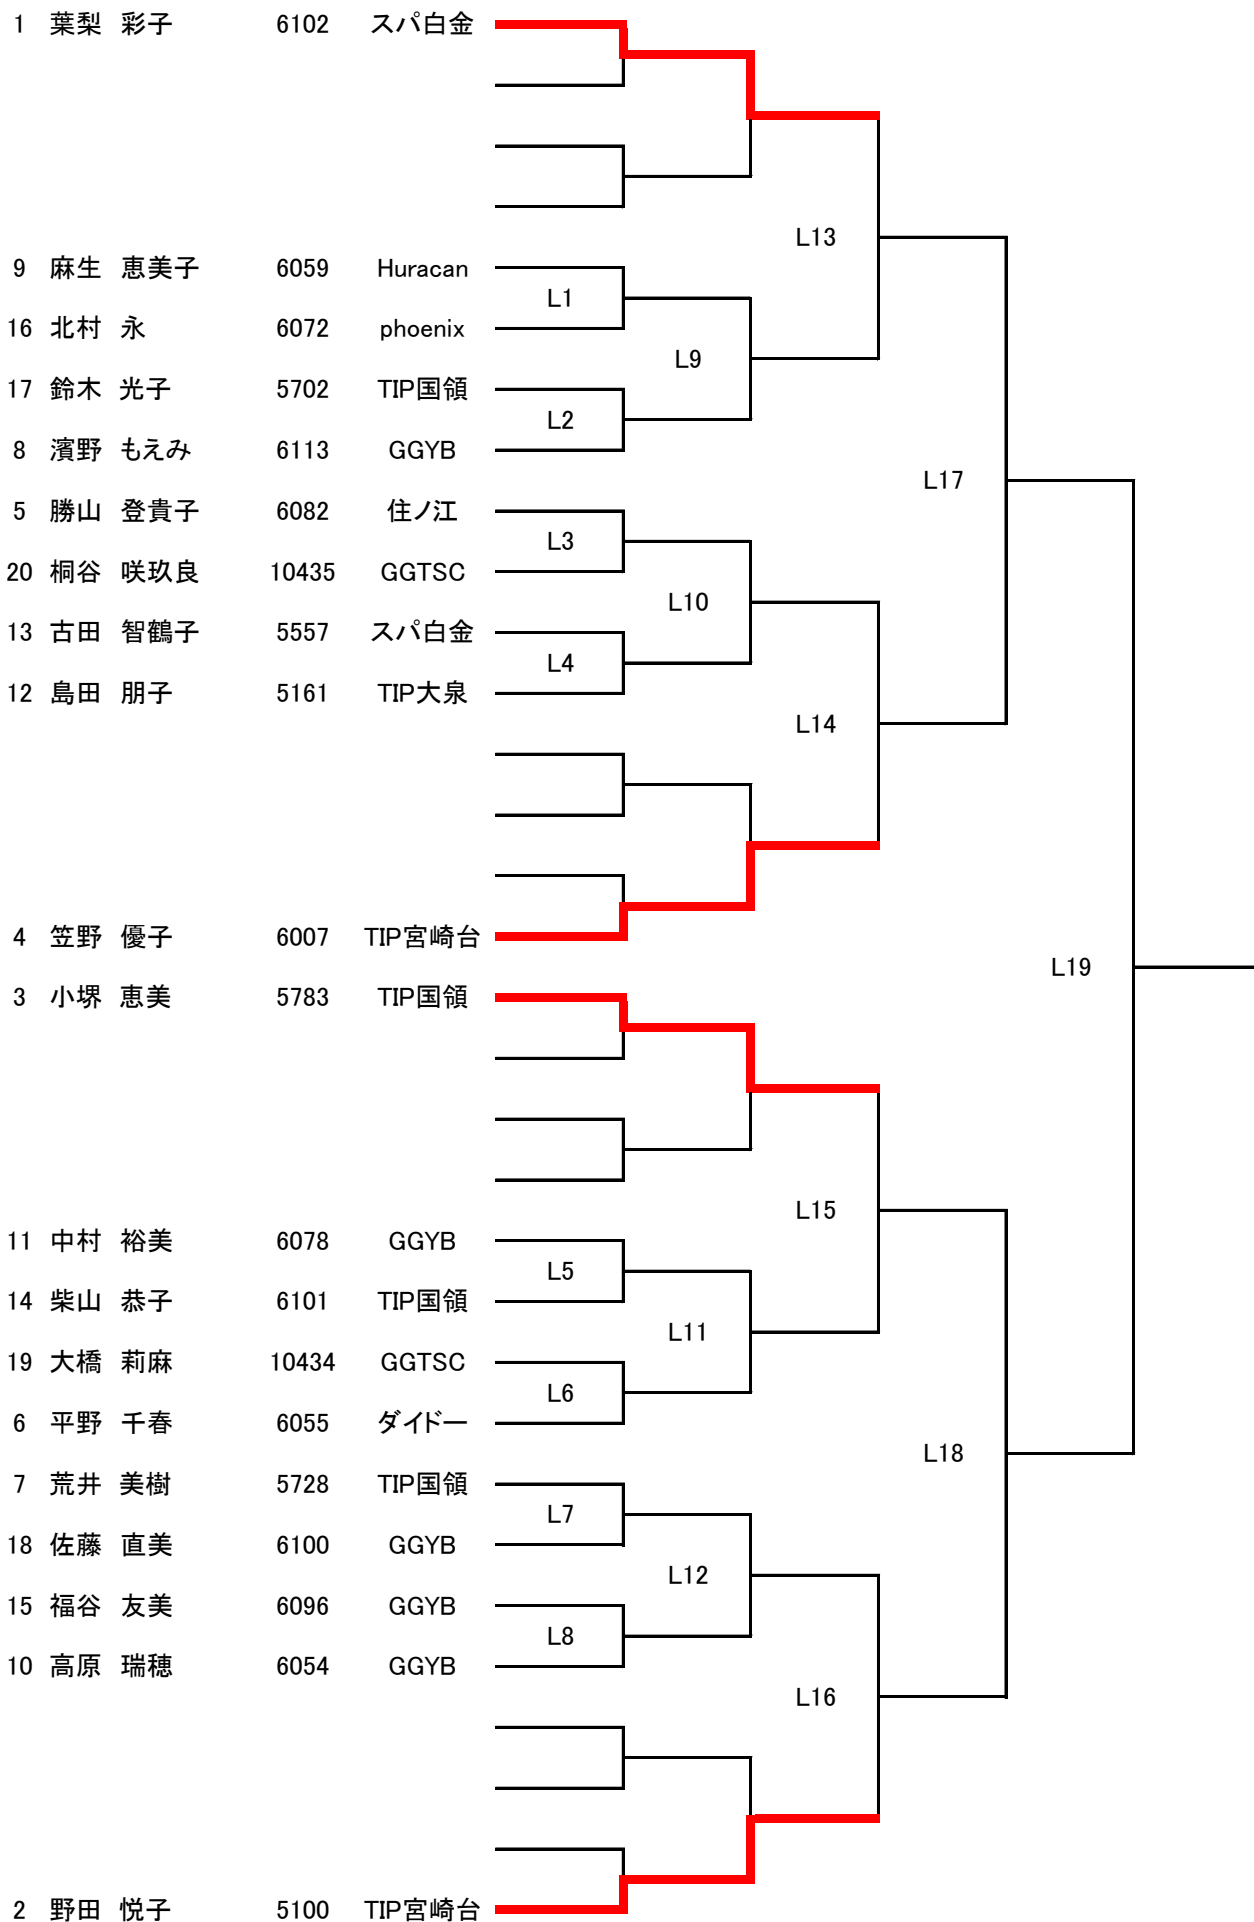 1 葉梨 彩子 6102 スパ白金
L13
9 麻生 恵美子 6059 Huracan
L1
16 北村 永 6072 phoenix
L9
17 鈴木 光子 5702 TIP国領
L2
8 濱野 もえみ 6113 GGYB
L17
5 勝山 登貴子 6082 住ノ江
L3
20 桐谷 咲玖良 10435 GGTSC
L10
13 古田 智鶴子 5557 スパ白金
L4
12 島田 朋子 5161 TIP大泉
L14
4 笠野 優子 6007 TIP宮崎台
L19
3 小堺 恵美 5783 TIP国領
L15
11 中村 裕美 6078 GGYB
L5
14 柴山 恭子 6101 TIP国領
L11
19 大橋 莉麻 10434 GGTSC
L6
6 平野 千春 6055 ダイドー
L18
7 荒井 美樹 5728 TIP国領
L7
18 佐藤 直美 6100 GGYB
L12
15 福谷 友美 6096 GGYB
L8
10 高原 瑞穂 6054 GGYB
L16
2 野田 悦子 5100 TIP宮崎台